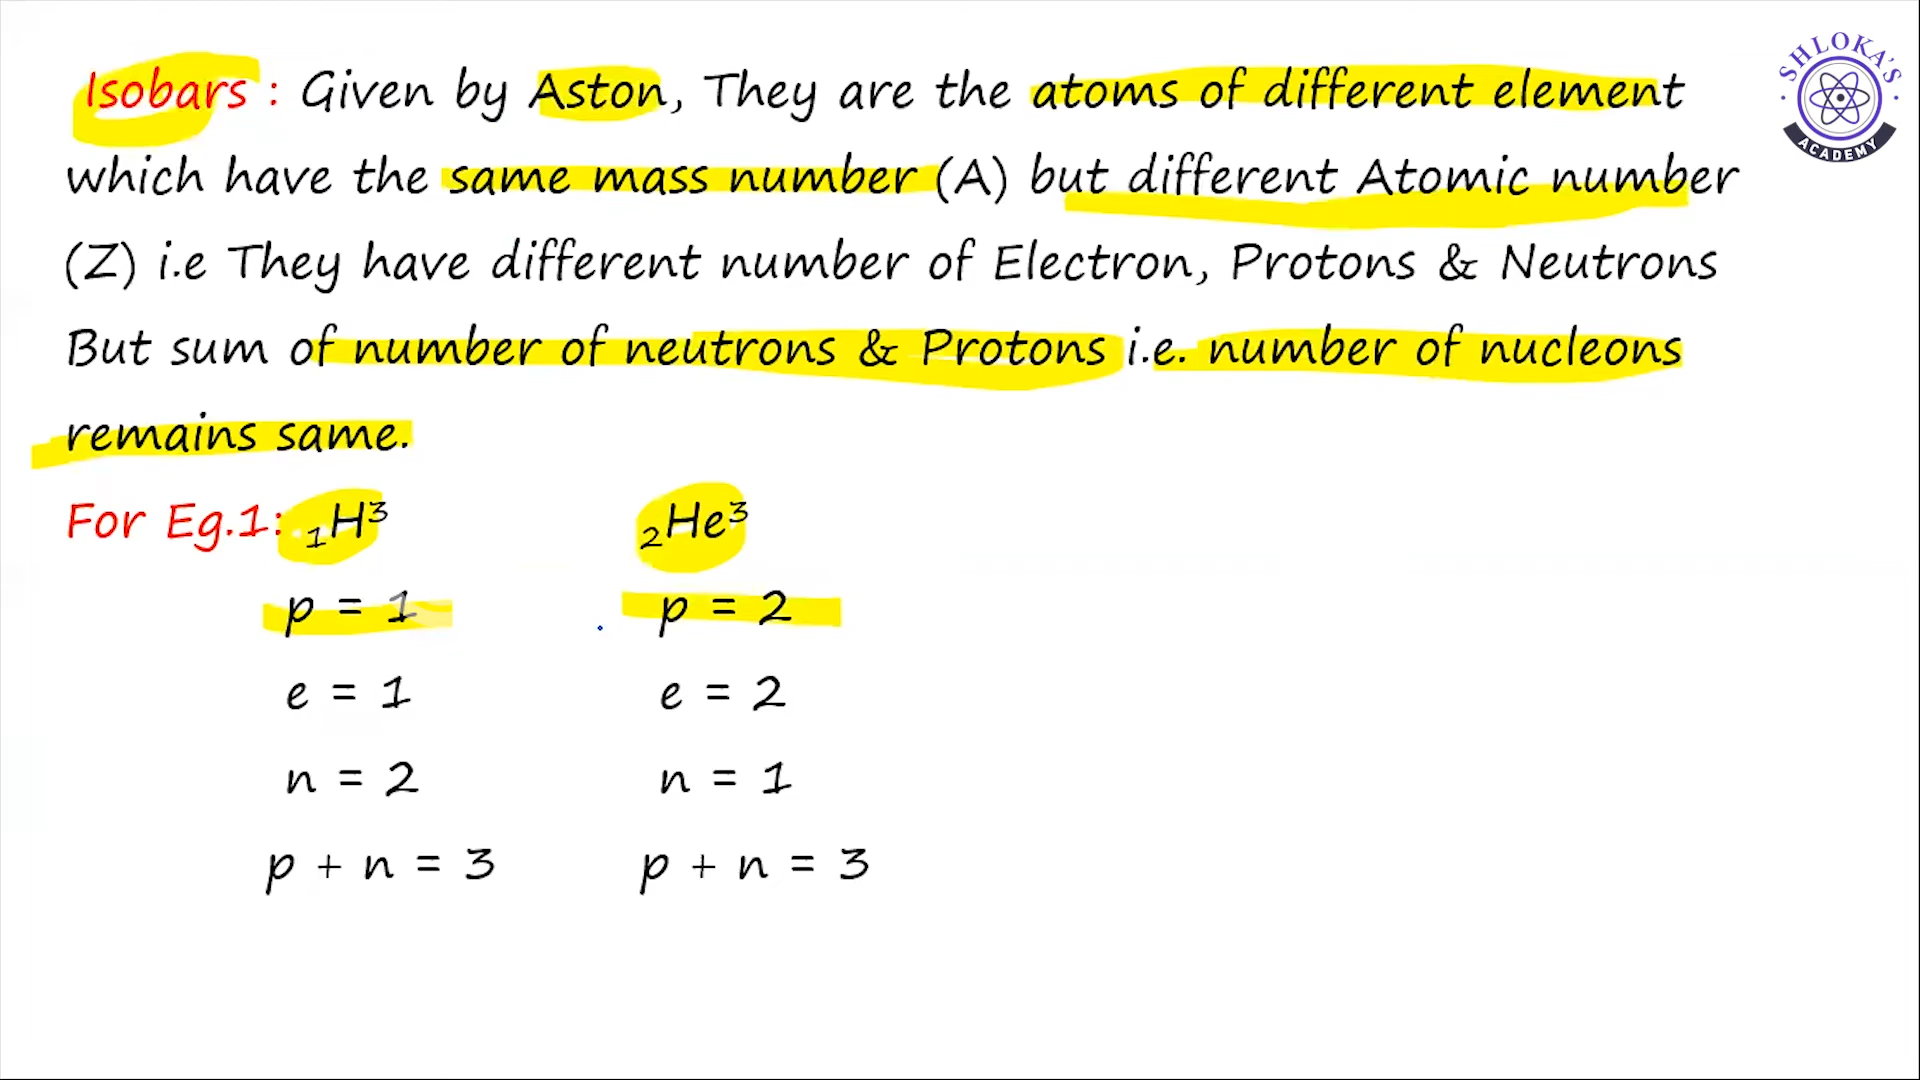 Isobars : Given by Aston, They are the atoms of different element
which have the same mass number (A) but different Atomic number
(Z) i.e They have different number of Electron, Protons & Neutrons
But sum of number of neutrons & Protons i.e. number of nucleons
remains same.
For Eg.1: ₁H³ ₂He³
p = 1 p = 2
e = 1 e = 2
n = 2 n = 1
p + n = 3 p + n = 3
SHLOKA'S
ACADEMY